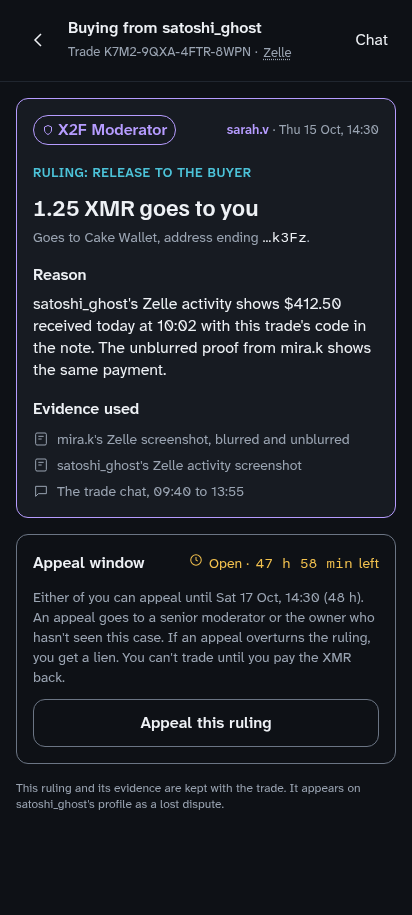 Buying from satoshi_ghost
Trade K7M2-9QXA-4FTR-8WPN · Zelle
Chat
X2F Moderator
sarah.v · Thu 15 Oct, 14:30
RULING: RELEASE TO THE BUYER
1.25 XMR goes to you
Goes to Cake Wallet, address ending …k3Fz.
Reason
satoshi_ghost's Zelle activity shows $412.50
received today at 10:02 with this trade's code in
the note. The unblurred proof from mira.k shows
the same payment.
Evidence used
mira.k's Zelle screenshot, blurred and unblurred
satoshi_ghost's Zelle activity screenshot
The trade chat, 09:40 to 13:55
Appeal window
Open · 47 h 58 min left
Either of you can appeal until Sat 17 Oct, 14:30 (48 h).
An appeal goes to a senior moderator or the owner who
hasn't seen this case. If an appeal overturns the ruling,
you get a lien. You can't trade until you pay the XMR
back.
Appeal this ruling
This ruling and its evidence are kept with the trade. It appears on
satoshi_ghost's profile as a lost dispute.